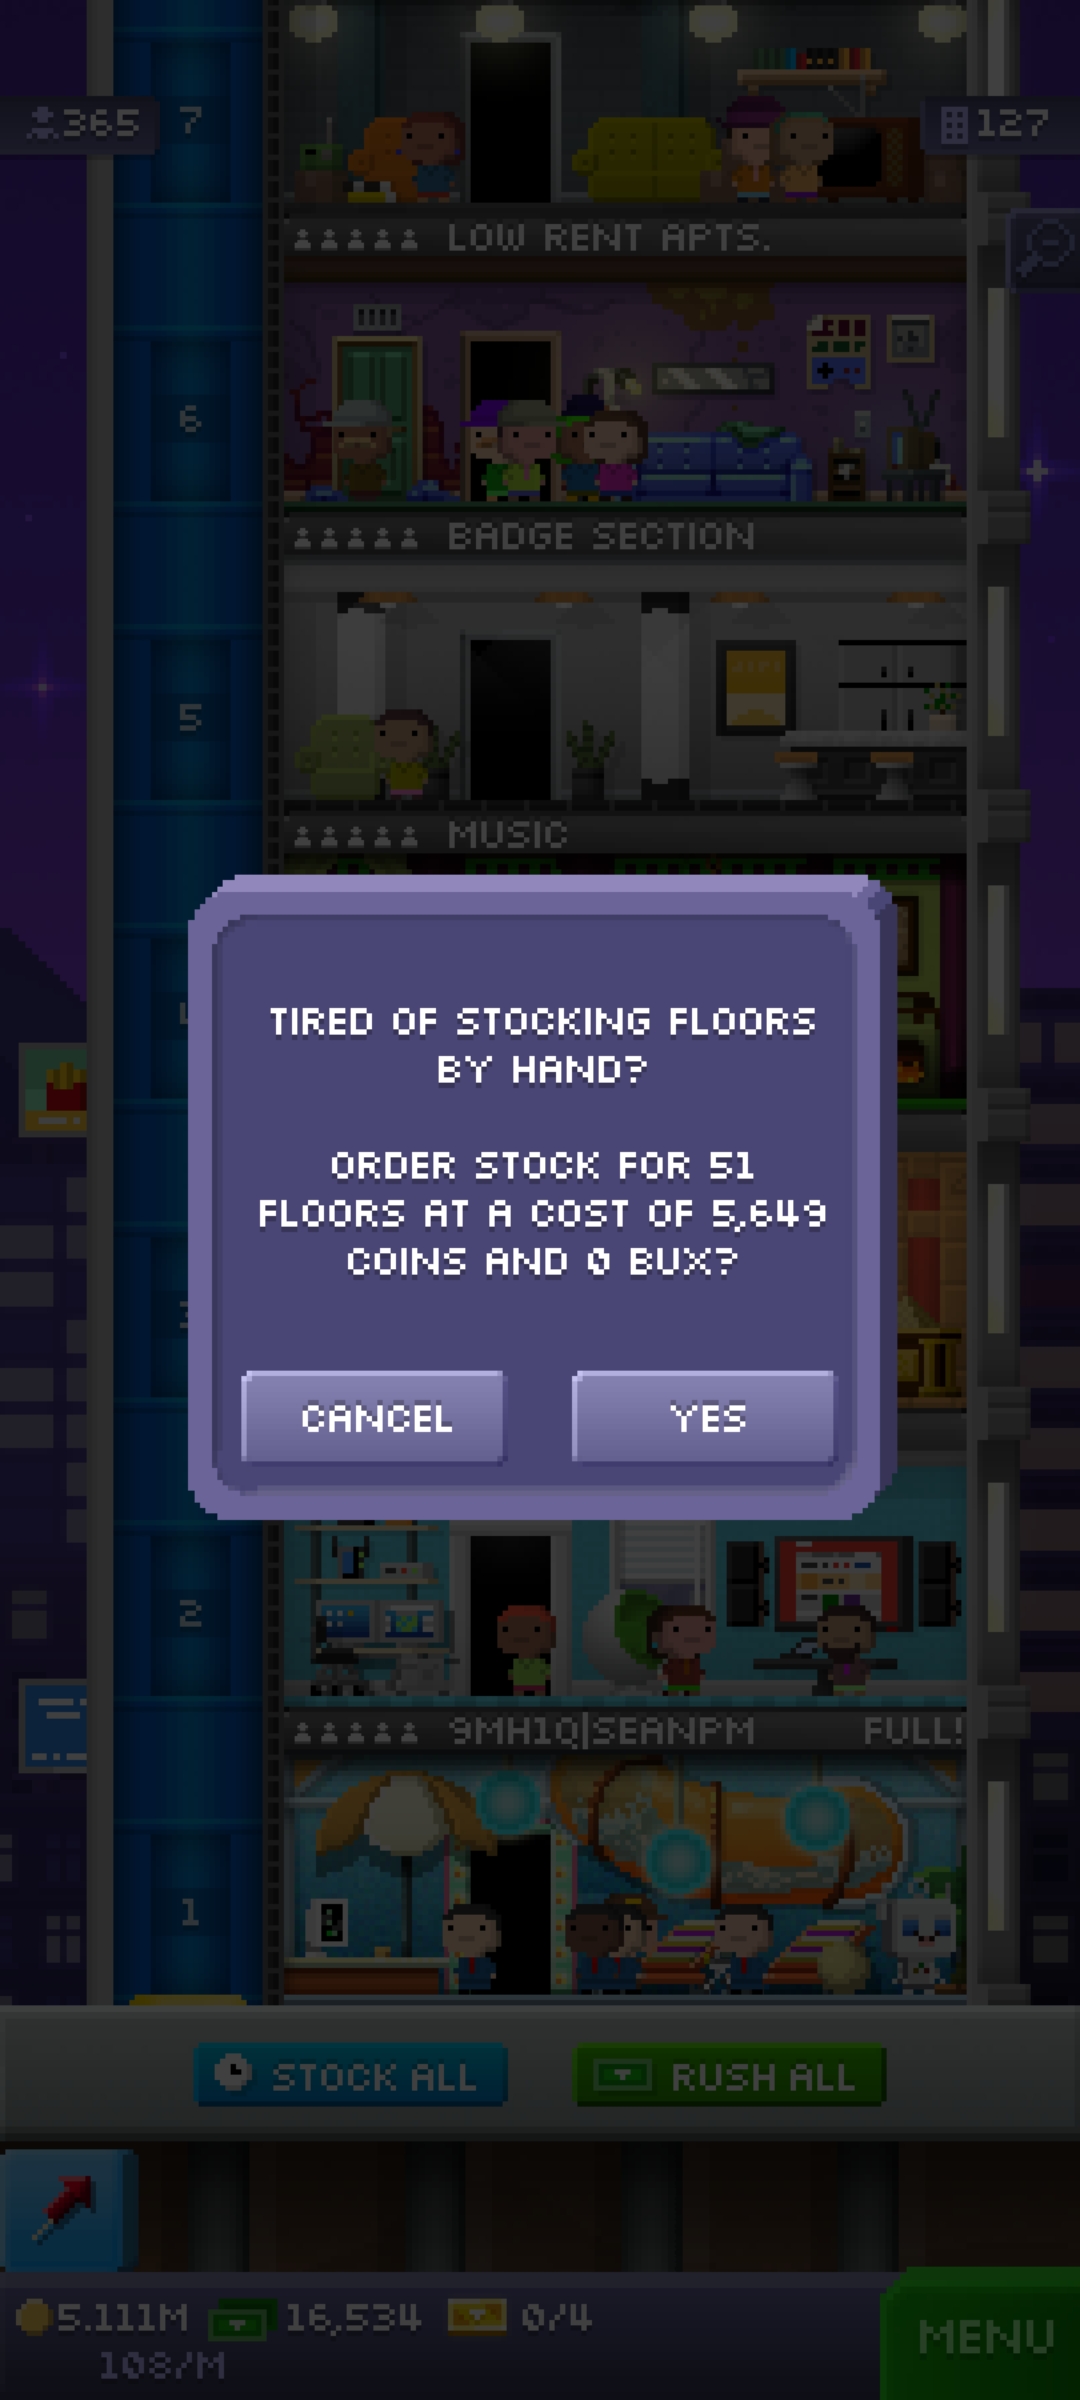 365
7
127
LOW RENT APTS.
6
BADGE SECTION
5
MUSIC
TIRED OF STOCKING FLOORS
BY HAND?
ORDER STOCK FOR 51
FLOORS AT A COST OF 5,649
COINS AND 0 BUX?
CANCEL
YES
2
9MH1Q|SEANPM
FULL!
1
STOCK ALL
RUSH ALL
5.111M
16,534
0/4
108/M
MENU